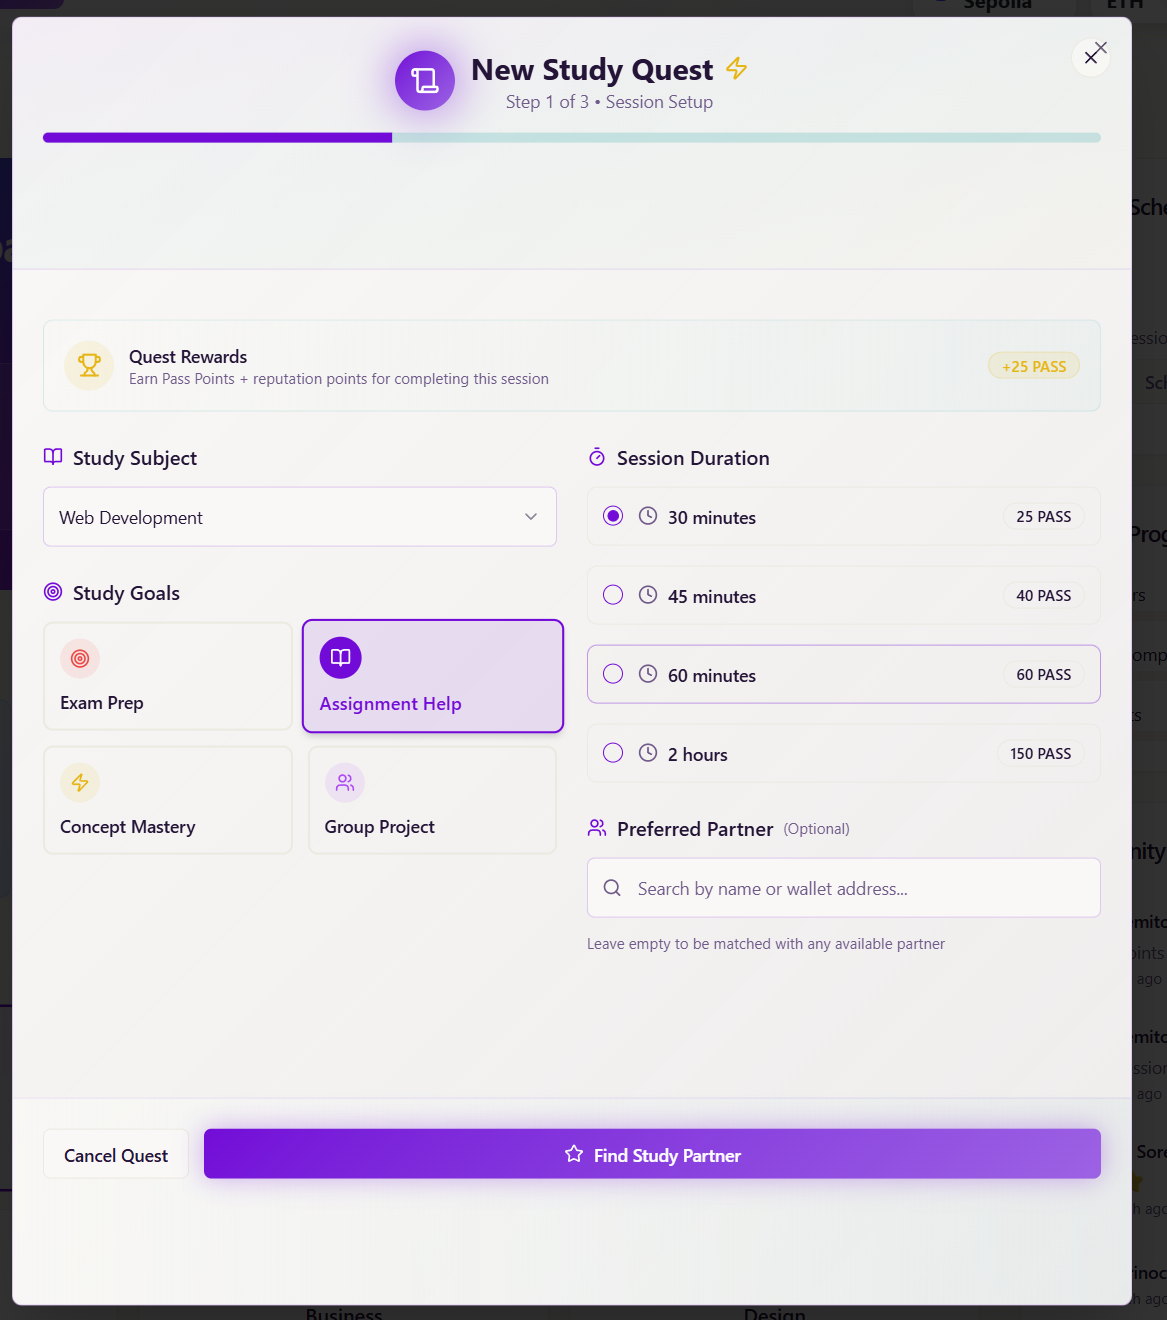 Sepolia
ETH
New Study Quest
Step 1 of 3 • Session Setup
Quest Rewards
Earn Pass Points + reputation points for completing this session
+25 PASS
Study Subject
Web Development
Study Goals
Exam Prep
Assignment Help
Concept Mastery
Group Project
Session Duration
30 minutes
25 PASS
45 minutes
40 PASS
60 minutes
60 PASS
2 hours
150 PASS
Preferred Partner (Optional)
Search by name or wallet address...
Leave empty to be matched with any available partner
Cancel Quest
Find Study Partner
ago
ago
h ago
h ago
Business
Design